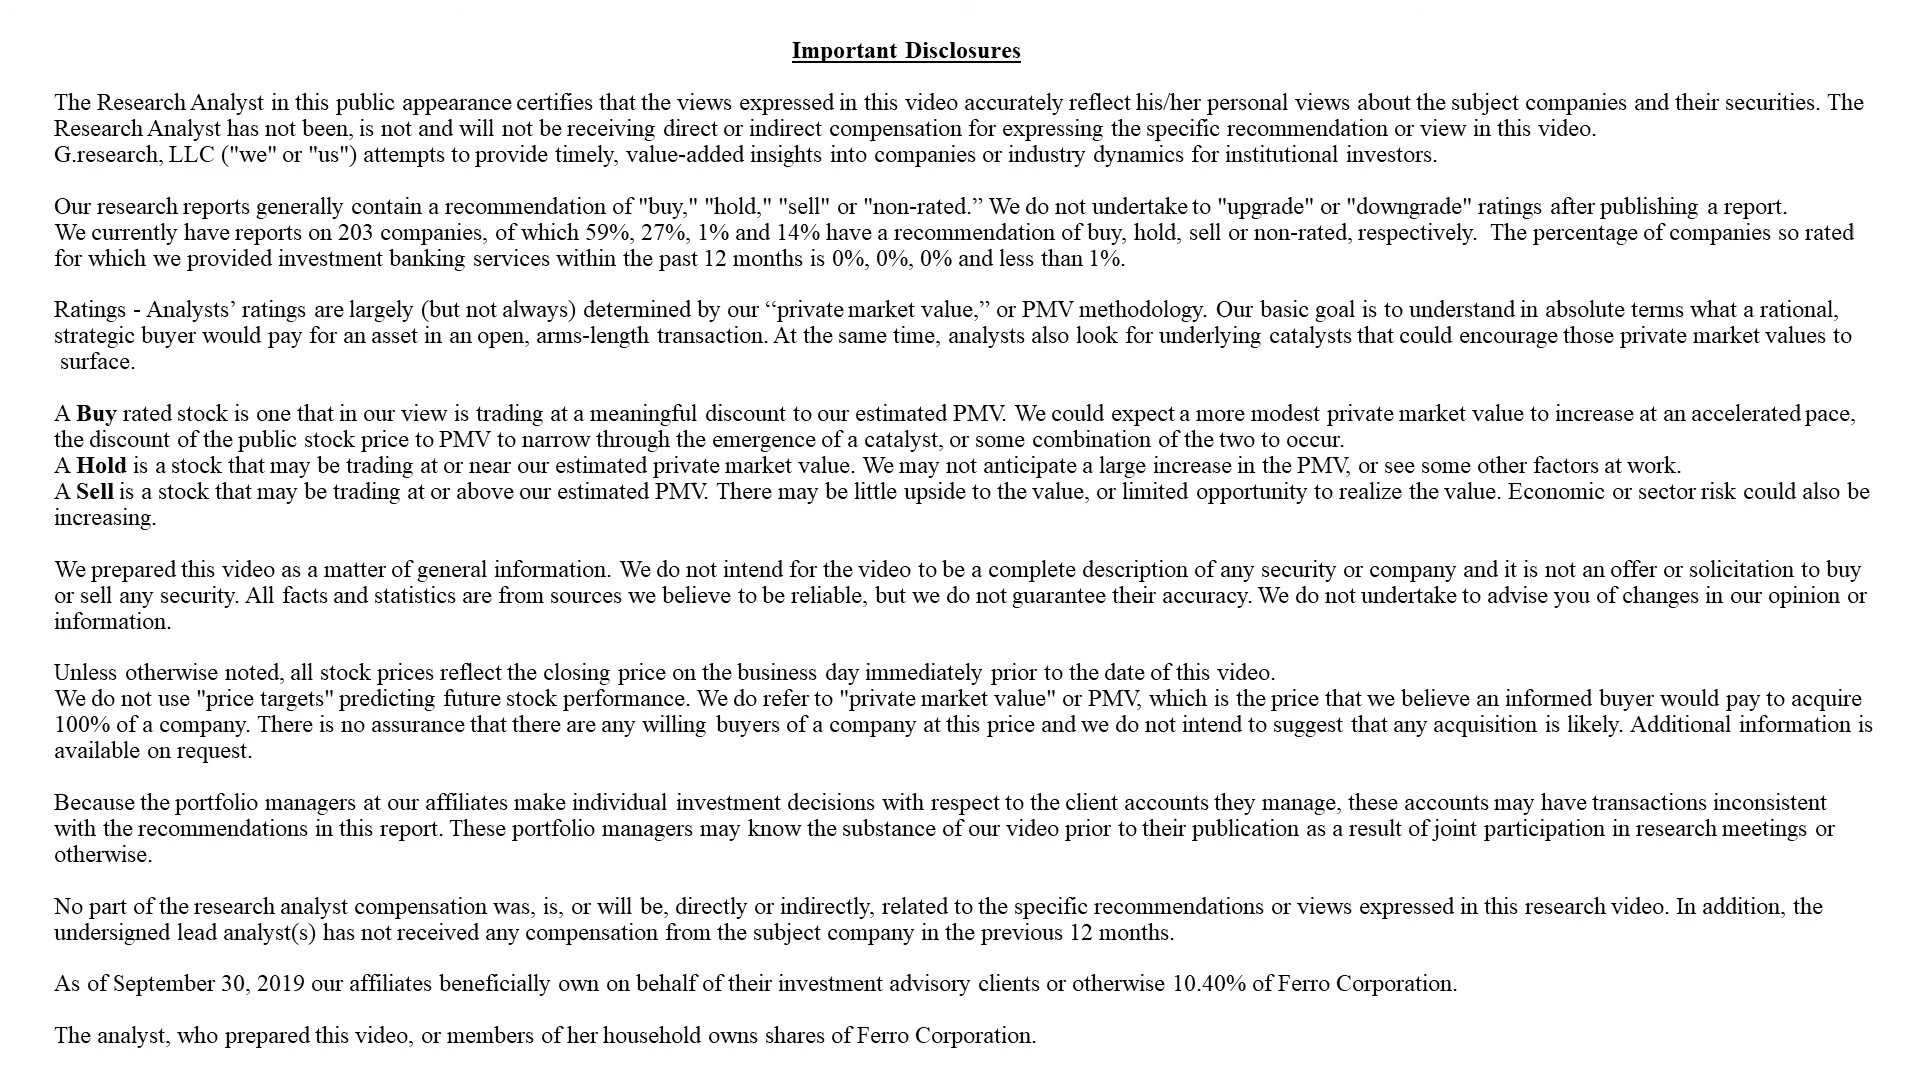 Important Disclosures
The Research Analyst in this public appearance certifies that the views expressed in this video accurately reflect his/her personal views about the subject companies and their securities. The
Research Analyst has not been, is not and will not be receiving direct or indirect compensation for expressing the specific recommendation or view in this video.
G.research, LLC ("we" or "us") attempts to provide timely, value-added insights into companies or industry dynamics for institutional investors.
Our research reports generally contain a recommendation of "buy," "hold," "sell" or "non-rated.” We do not undertake to "upgrade" or "downgrade" ratings after publishing a report.
We currently have reports on 203 companies, of which 59%, 27%, 1% and 14% have a recommendation of buy, hold, sell or non-rated, respectively. The percentage of companies so rated
for which we provided investment banking services within the past 12 months is 0%, 0%, 0% and less than 1%.
Ratings - Analysts’ ratings are largely (but not always) determined by our “private market value,” or PMV methodology. Our basic goal is to understand in absolute terms what a rational,
strategic buyer would pay for an asset in an open, arms-length transaction. At the same time, analysts also look for underlying catalysts that could encourage those private market values to
surface.
A Buy rated stock is one that in our view is trading at a meaningful discount to our estimated PMV. We could expect a more modest private market value to increase at an accelerated pace,
the discount of the public stock price to PMV to narrow through the emergence of a catalyst, or some combination of the two to occur.
A Hold is a stock that may be trading at or near our estimated private market value. We may not anticipate a large increase in the PMV, or see some other factors at work.
A Sell is a stock that may be trading at or above our estimated PMV. There may be little upside to the value, or limited opportunity to realize the value. Economic or sector risk could also be
increasing.
We prepared this video as a matter of general information. We do not intend for the video to be a complete description of any security or company and it is not an offer or solicitation to buy
or sell any security. All facts and statistics are from sources we believe to be reliable, but we do not guarantee their accuracy. We do not undertake to advise you of changes in our opinion or
information.
Unless otherwise noted, all stock prices reflect the closing price on the business day immediately prior to the date of this video.
We do not use "price targets" predicting future stock performance. We do refer to "private market value" or PMV, which is the price that we believe an informed buyer would pay to acquire
100% of a company. There is no assurance that there are any willing buyers of a company at this price and we do not intend to suggest that any acquisition is likely. Additional information is
available on request.
Because the portfolio managers at our affiliates make individual investment decisions with respect to the client accounts they manage, these accounts may have transactions inconsistent
with the recommendations in this report. These portfolio managers may know the substance of our video prior to their publication as a result of joint participation in research meetings or
otherwise.
No part of the research analyst compensation was, is, or will be, directly or indirectly, related to the specific recommendations or views expressed in this research video. In addition, the
undersigned lead analyst(s) has not received any compensation from the subject company in the previous 12 months.
As of September 30, 2019 our affiliates beneficially own on behalf of their investment advisory clients or otherwise 10.40% of Ferro Corporation.
The analyst, who prepared this video, or members of her household owns shares of Ferro Corporation.